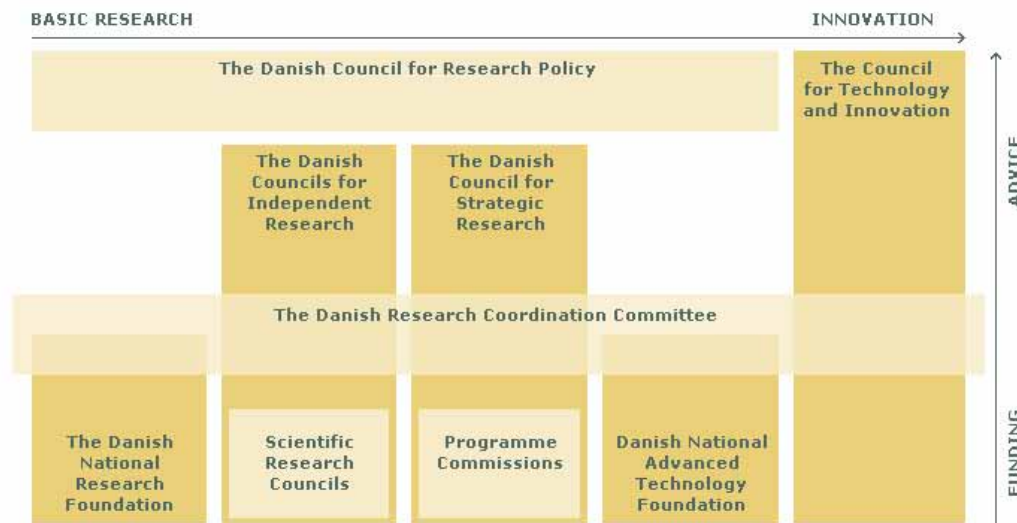 BASIC RESEARCH
INNOVATION
The Danish Council for Research Policy
The Council
for Technology
and Innovation
ADVICE
The Danish
Councils for
Independent
Research
The Danish
Council for
Strategic
Research
The Danish Research Coordination Committee
The Danish
National
Research
Foundation
Scientific
Research
Councils
Programme
Commissions
Danish National
Advanced
Technology
Foundation
FUNDING